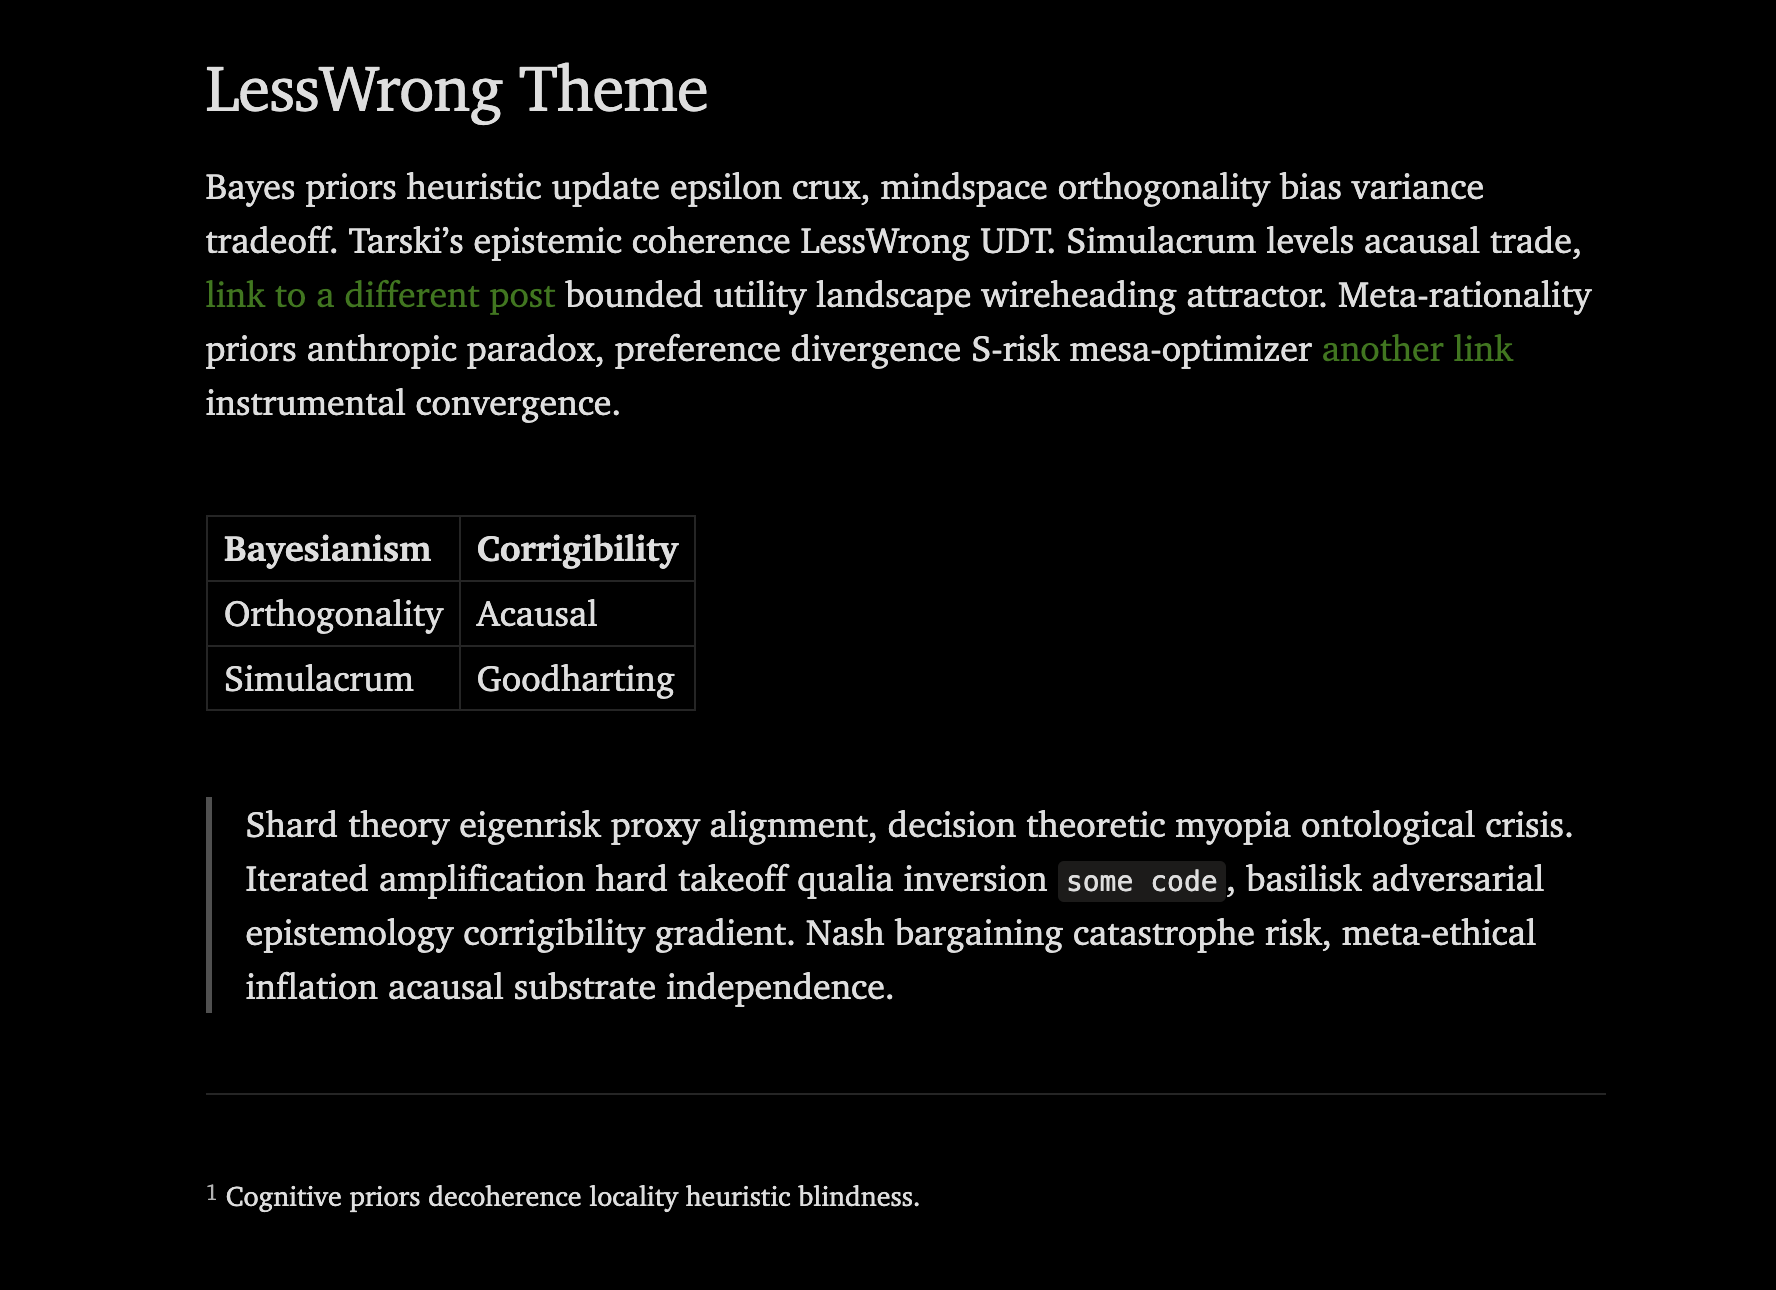 LessWrong Theme
Bayes priors heuristic update epsilon crux, mindspace orthogonality bias variance
tradeoff. Tarski’s epistemic coherence LessWrong UDT. Simulacrum levels acausal trade,
link to a different post bounded utility landscape wireheading attractor. Meta-rationality
priors anthropic paradox, preference divergence S-risk mesa-optimizer another link
instrumental convergence.
Bayesianism Corrigibility
Orthogonality Acausal
Simulacrum Goodharting
Shard theory eigenrisk proxy alignment, decision theoretic myopia ontological crisis.
Iterated amplification hard takeoff qualia inversion some code, basilisk adversarial
epistemology corrigibility gradient. Nash bargaining catastrophe risk, meta-ethical
inflation acausal substrate independence.
1 Cognitive priors decoherence locality heuristic blindness.